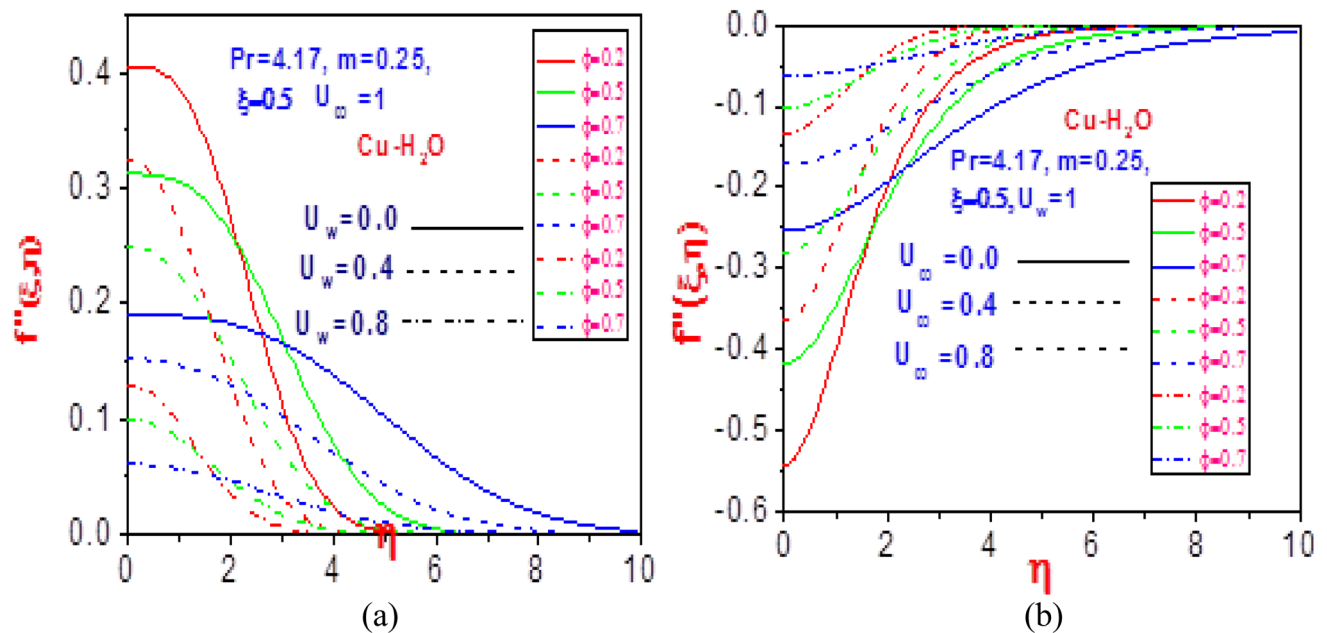 f''(ξ,η)
0.4
0.3
0.2
0.1
0.0
0 2 4 6 8 10
η
Pr=4.17, m=0.25,
ξ=0.5 U∞=1
Cu-H₂O
U_w=0.0
U_w=0.4
U_w=0.8
ϕ=0.2
ϕ=0.5
ϕ=0.7
ϕ=0.2
ϕ=0.5
ϕ=0.7
ϕ=0.2
ϕ=0.5
ϕ=0.7
(a)
f''(ξ,η)
0.0
-0.1
-0.2
-0.3
-0.4
-0.5
-0.6
0 2 4 6 8 10
η
Cu-H₂O
Pr=4.17, m=0.25,
ξ=0.5, U_w=1
U∞=0.0
U∞=0.4
U∞=0.8
ϕ=0.2
ϕ=0.5
ϕ=0.7
ϕ=0.2
ϕ=0.5
ϕ=0.7
ϕ=0.2
ϕ=0.5
ϕ=0.7
(b)